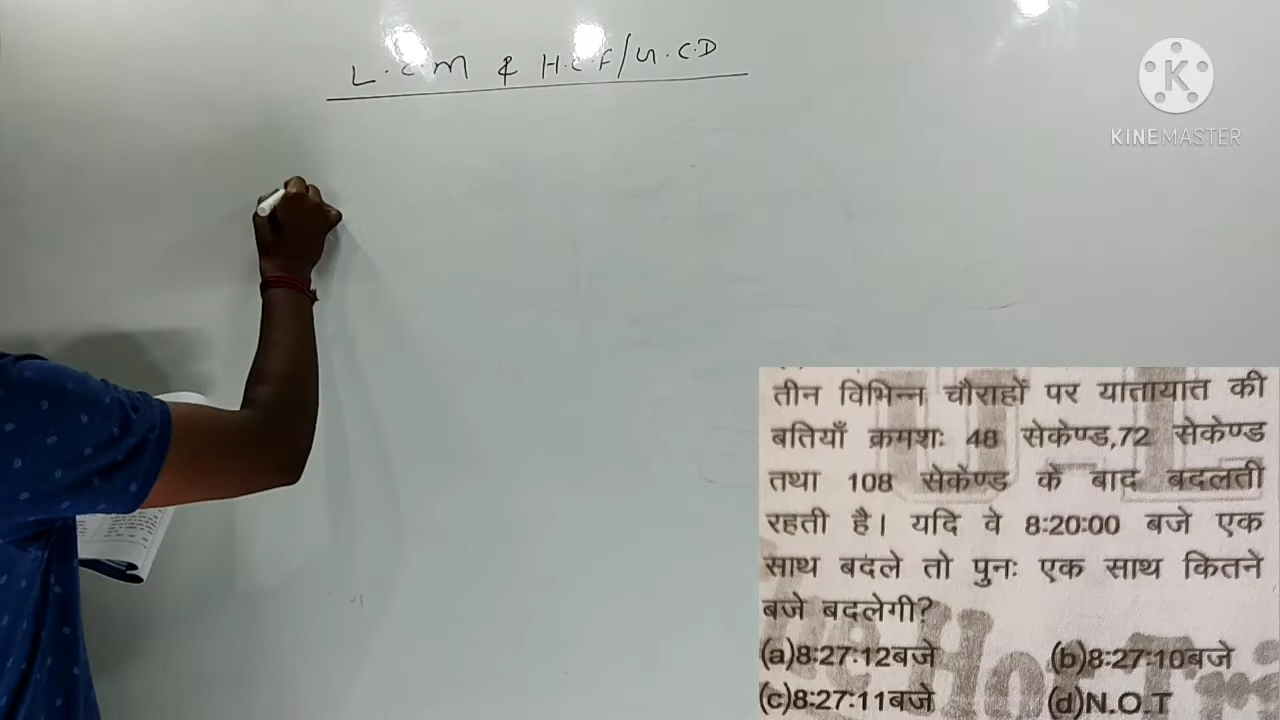 L.C.M & H.C.F/G.C.D
KINEMASTER
तीन विभिन्न चौराहों पर यातायात की
बतियाँ क्रमशः 48 सेकेण्ड,72 सेकेण्ड
तथा 108 सेकेण्ड के बाद बदलती
रहती है। यदि वे 8:20:00 बजे एक
साथ बदले तो पुनः एक साथ कितने
बजे बदलेगी?
(a)8:27:12बजे (b)8:27:10बजे
(c)8:27:11बजे (d)N.O.T